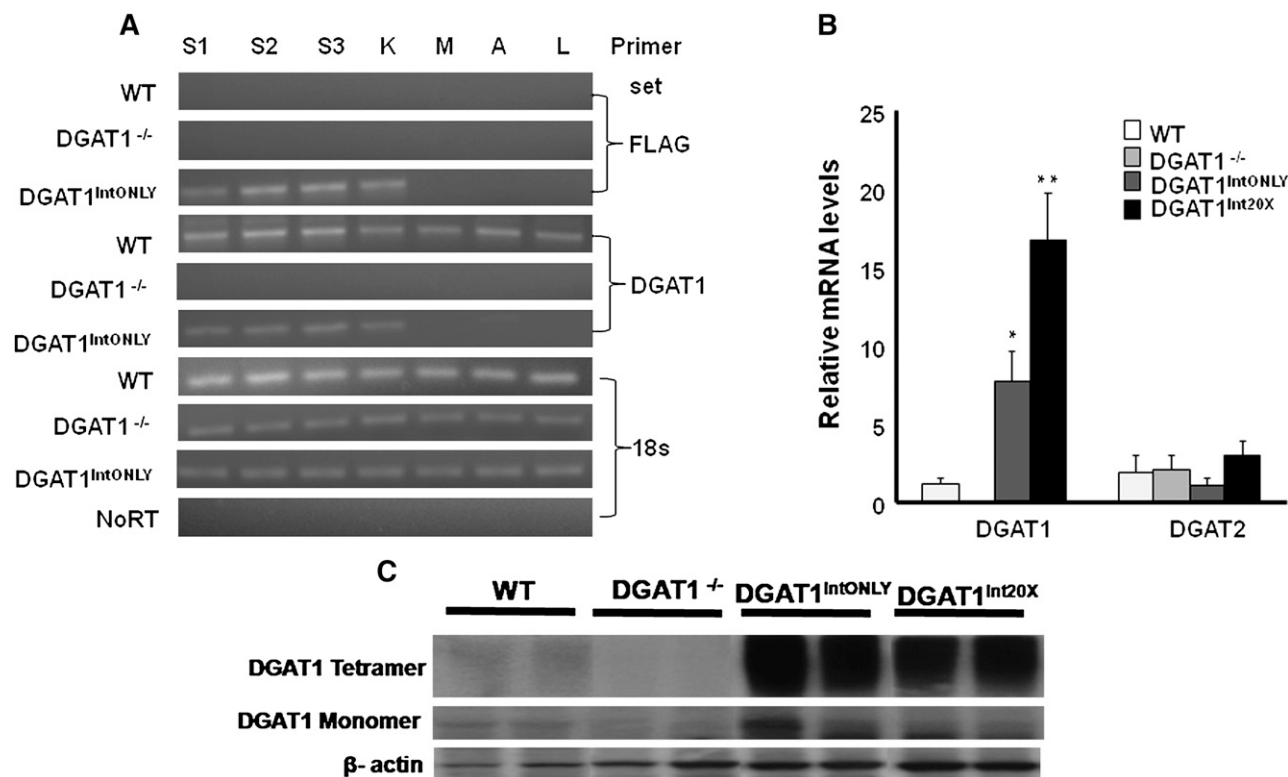 A
S1 S2 S3 K M A L Primer
set
WT
DGAT1 -/-
DGAT1IntONLY
FLAG
WT
DGAT1 -/-
DGAT1IntONLY
DGAT1
WT
DGAT1 -/-
DGAT1IntONLY
NoRT
18s
B
Relative mRNA levels
25
20
15
10
5
0
WT
DGAT1 -/-
DGAT1IntONLY
DGAT1Int20X
*
**
DGAT1 DGAT2
C
WT DGAT1 -/- DGAT1IntONLY DGAT1Int20X
DGAT1 Tetramer
DGAT1 Monomer
β- actin